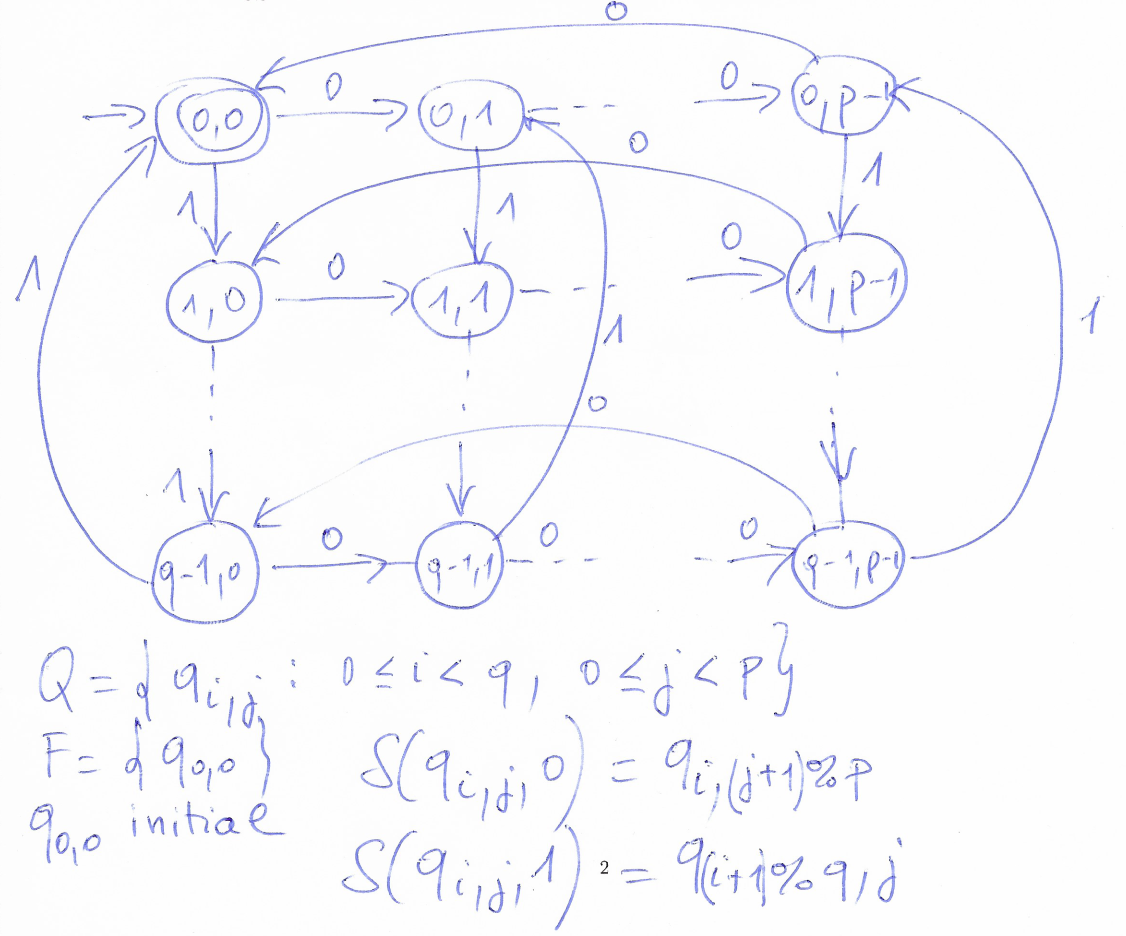 0
0,0 0 0,1 0 0,p-1
0
1 1 1
1,0 0 1,1 0 1,p-1
1 1 1
0
1
q-1,0 0 q-1,1 0 0 q-1,p-1
Q = { q_{i,j} : 0 ≤ i < q, 0 ≤ j < p }
F = { q_{0,0} } δ(q_{i,j}, 0) = q_{i,(j+1)%p}
q_{0,0} initial
δ(q_{i,j}, 1) = q_{(i+1)%q,j}
2